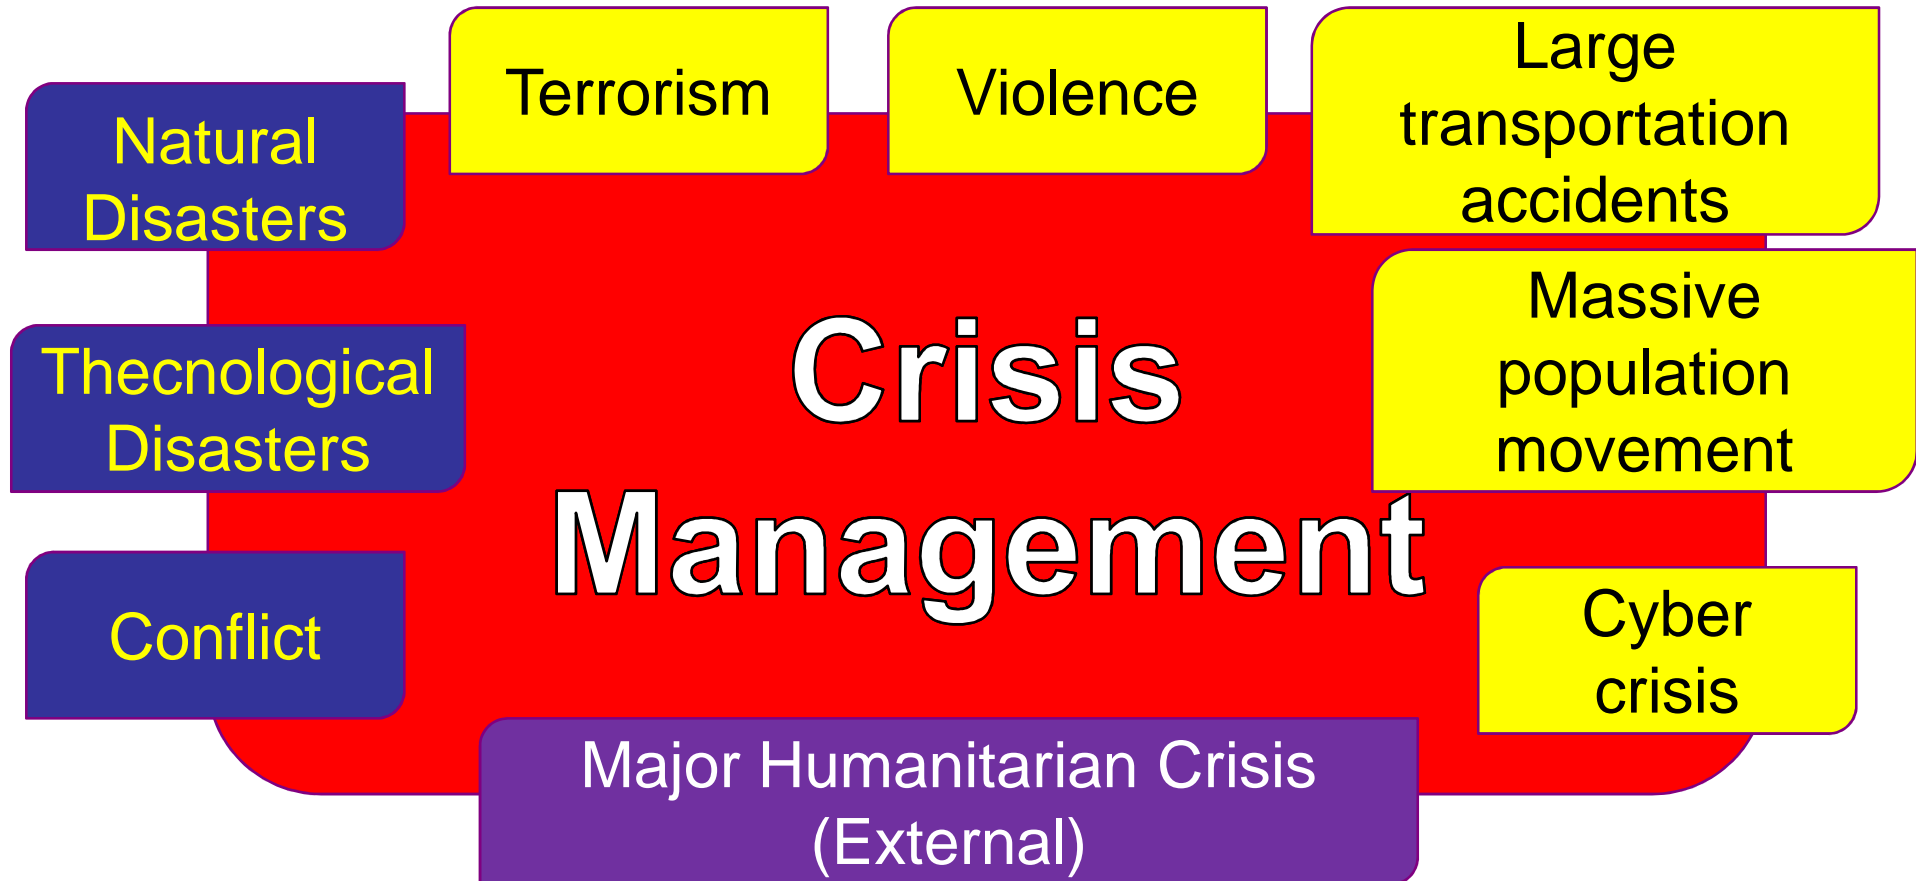 Terrorism
Violence
Large
transportation
accidents
Natural
Disasters
Massive
population
movement
Thecnological
Disasters
Crisis
Management
Conflict
Cyber
crisis
Major Humanitarian Crisis
(External)